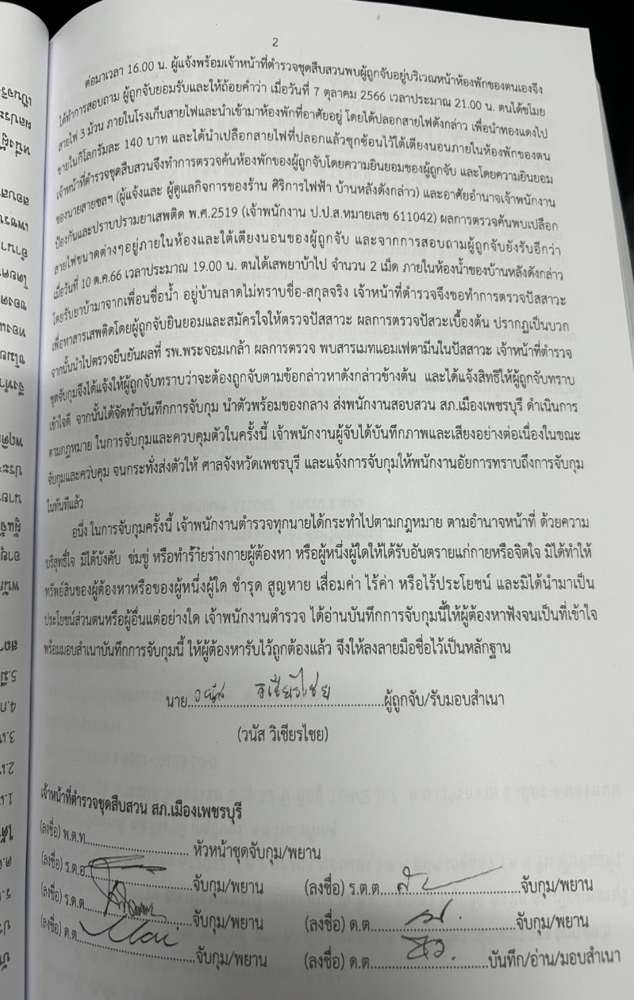 2
ต่อมาเวลา 16.00 น. ผู้แจ้งพร้อมเจ้าหน้าที่ตำรวจชุดสืบสวนพบผู้ถูกจับอยู่บริเวณหน้าห้องพักของตนเองจึง
ได้ทำการสอบถาม ผู้ถูกจับยอมรับและให้ถ้อยคำว่า เมื่อวันที่ 7 ตุลาคม 2566 เวลาประมาณ 21.00 น. ตนได้ขโมย
สายไฟ 3 ม้วน ภายในโรงเก็บสายไฟและนำเข้ามาห้องพักที่อาศัยอยู่ โดยได้ปลอกสายไฟดังกล่าว เพื่อนำทองแดงไป
ขายในกิโลกรัมละ 140 บาท และได้นำเปลือกสายไฟที่ปลอกแล้วซุกซ้อนไว้ใต้เตียงนอนภายในห้องพักของตน
เจ้าหน้าที่ตำรวจชุดสืบสวนจึงทำการตรวจค้นห้องพักของผู้ถูกจับโดยความยินยอมของผู้ถูกจับ และโดยความยินยอม
ของนายสายชลฯ (ผู้แจ้งและ ผู้ดูแลกิจการของร้าน ศิริการไฟฟ้า บ้านหลังดังกล่าว) และอาศัยอำนาจเจ้าพนักงาน
ป้องกันและปราบปรามยาเสพติด พ.ศ.2519 (เจ้าพนักงาน ป.ป.ส.หมายเลข 611042) ผลการตรวจค้นพบเปลือก
สายไฟขนาดต่างๆอยู่ภายในห้องและใต้เตียงนอนของผู้ถูกจับ และจากการสอบถามผู้ถูกจับยังรับอีกว่า
เมื่อวันที่ 10 ต.ค.66 เวลาประมาณ 19.00 น. ตนได้เสพยาบ้าไป จำนวน 2 เม็ด ภายในห้องน้ำของบ้านหลังดังกล่าว
โดยรับยาบ้ามาจากเพื่อนชื่อน้ำ อยู่บ้านลาดไม่ทราบชื่อ-สกุลจริง เจ้าหน้าที่ตำรวจจึงขอทำการตรวจปัสสาวะ
เพื่อหาสารเสพติดโดยผู้ถูกจับยินยอมและสมัครใจให้ตรวจปัสสาวะ ผลการตรวจปัสวะเบื้องต้น ปรากฏเป็นบวก
จากนั้นนำไปตรวจยืนยันผลที่ รพ.พระจอมเกล้า ผลการตรวจ พบสารเมทแอมเฟตามีนในปัสสาวะ เจ้าหน้าที่ตำรวจ
ชุดจับกุมจึงได้แจ้งให้ผู้ถูกจับทราบว่าจะต้องถูกจับตามข้อกล่าวหาดังกล่าวข้างต้น และได้แจ้งสิทธิให้ผู้ถูกจับทราบ
เข้าใจดี จากนั้นได้จัดทำบันทึกการจับกุม นำตัวพร้อมของกลาง ส่งพนักงานสอบสวน สภ.เมืองเพชรบุรี ดำเนินการ
ตามกฎหมาย ในการจับกุมและควบคุมตัวในครั้งนี้ เจ้าพนักงานผู้จับได้บันทึกภาพและเสียงอย่างต่อเนื่องในขณะ
จับกุมและควบคุม จนกระทั่งส่งตัวให้ ศาลจังหวัดเพชรบุรี และแจ้งการจับกุมให้พนักงานอัยการทราบถึงการจับกุม
ในทันทีแล้ว
อนึ่ง ในการจับกุมครั้งนี้ เจ้าพนักงานตำรวจทุกนายได้กระทำไปตามกฎหมาย ตามอำนาจหน้าที่ ด้วยความ
บริสุทธิ์ใจ มิได้บังคับ ข่มขู่ หรือทำร้ายร่างกายผู้ต้องหา หรือผู้หนึ่งผู้ใดให้ได้รับอันตรายแก่กายหรือจิตใจ มิได้ทำให้
ทรัพย์สินของผู้ต้องหาหรือของผู้หนึ่งผู้ใด ชำรุด สูญหาย เสื่อมค่า ไร้ค่า หรือไร้ประโยชน์ และมิได้นำมาเป็น
ประโยชน์ส่วนตนหรือผู้อื่นแต่อย่างใด เจ้าพนักงานตำรวจ ได้อ่านบันทึกการจับกุมนี้ให้ผู้ต้องหาฟังจนเป็นที่เข้าใจ
พร้อมมอบสำเนาบันทึกการจับกุมนี้ ให้ผู้ต้องหารับไว้ถูกต้องแล้ว จึงให้ลงลายมือชื่อไว้เป็นหลักฐาน
นาย วนัส วิเชียรไชย ผู้ถูกจับ/รับมอบสำเนา
(วนัส วิเชียรไชย)
เจ้าหน้าที่ตำรวจชุดสืบสวน สภ.เมืองเพชรบุรี
(ลงชื่อ) พ.ต.ท. หัวหน้าชุดจับกุม/พยาน
(ลงชื่อ) ร.ต.อ. จับกุม/พยาน (ลงชื่อ) ร.ต.ต. จับกุม/พยาน
(ลงชื่อ) ร.ต.ต. จับกุม/พยาน (ลงชื่อ) ด.ต. จับกุม/พยาน
(ลงชื่อ) ด.ต. จับกุม/พยาน (ลงชื่อ) ด.ต. บันทึก/อ่าน/มอบสำเนา